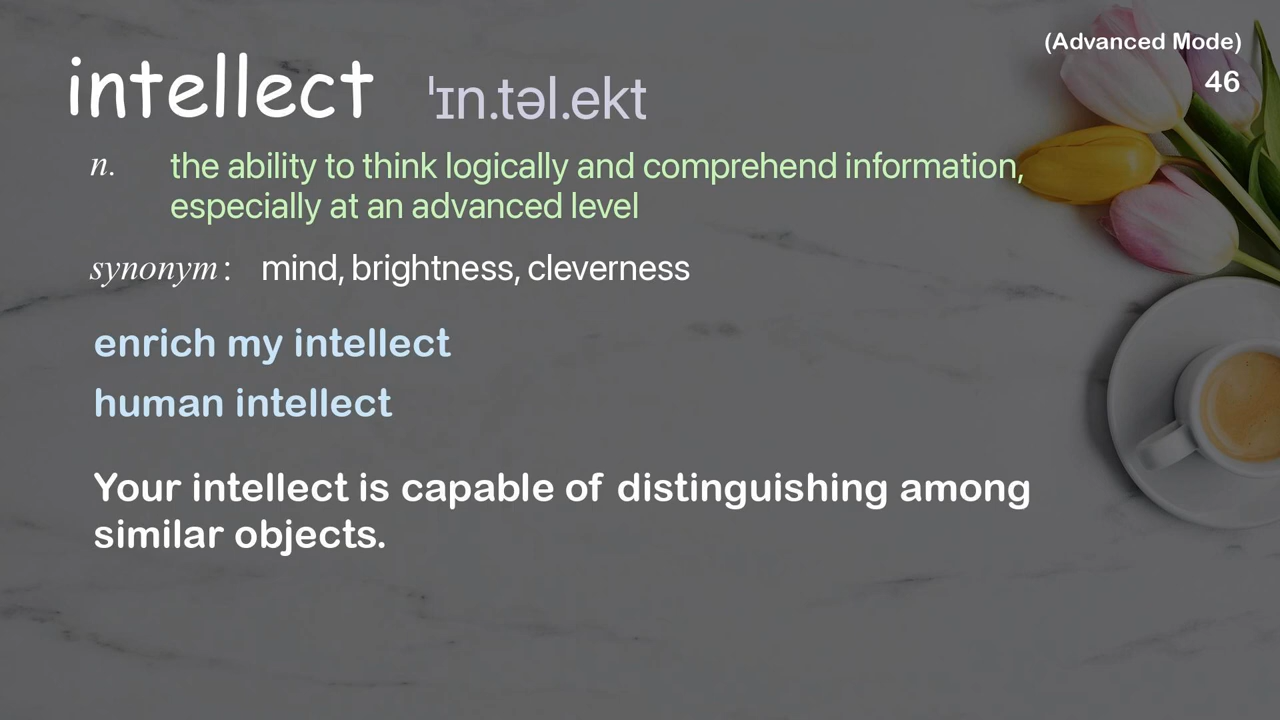 (Advanced Mode)
46
intellect ˈɪn.təl.ekt
n. the ability to think logically and comprehend information,
especially at an advanced level
synonym: mind, brightness, cleverness
enrich my intellect
human intellect
Your intellect is capable of distinguishing among
similar objects.